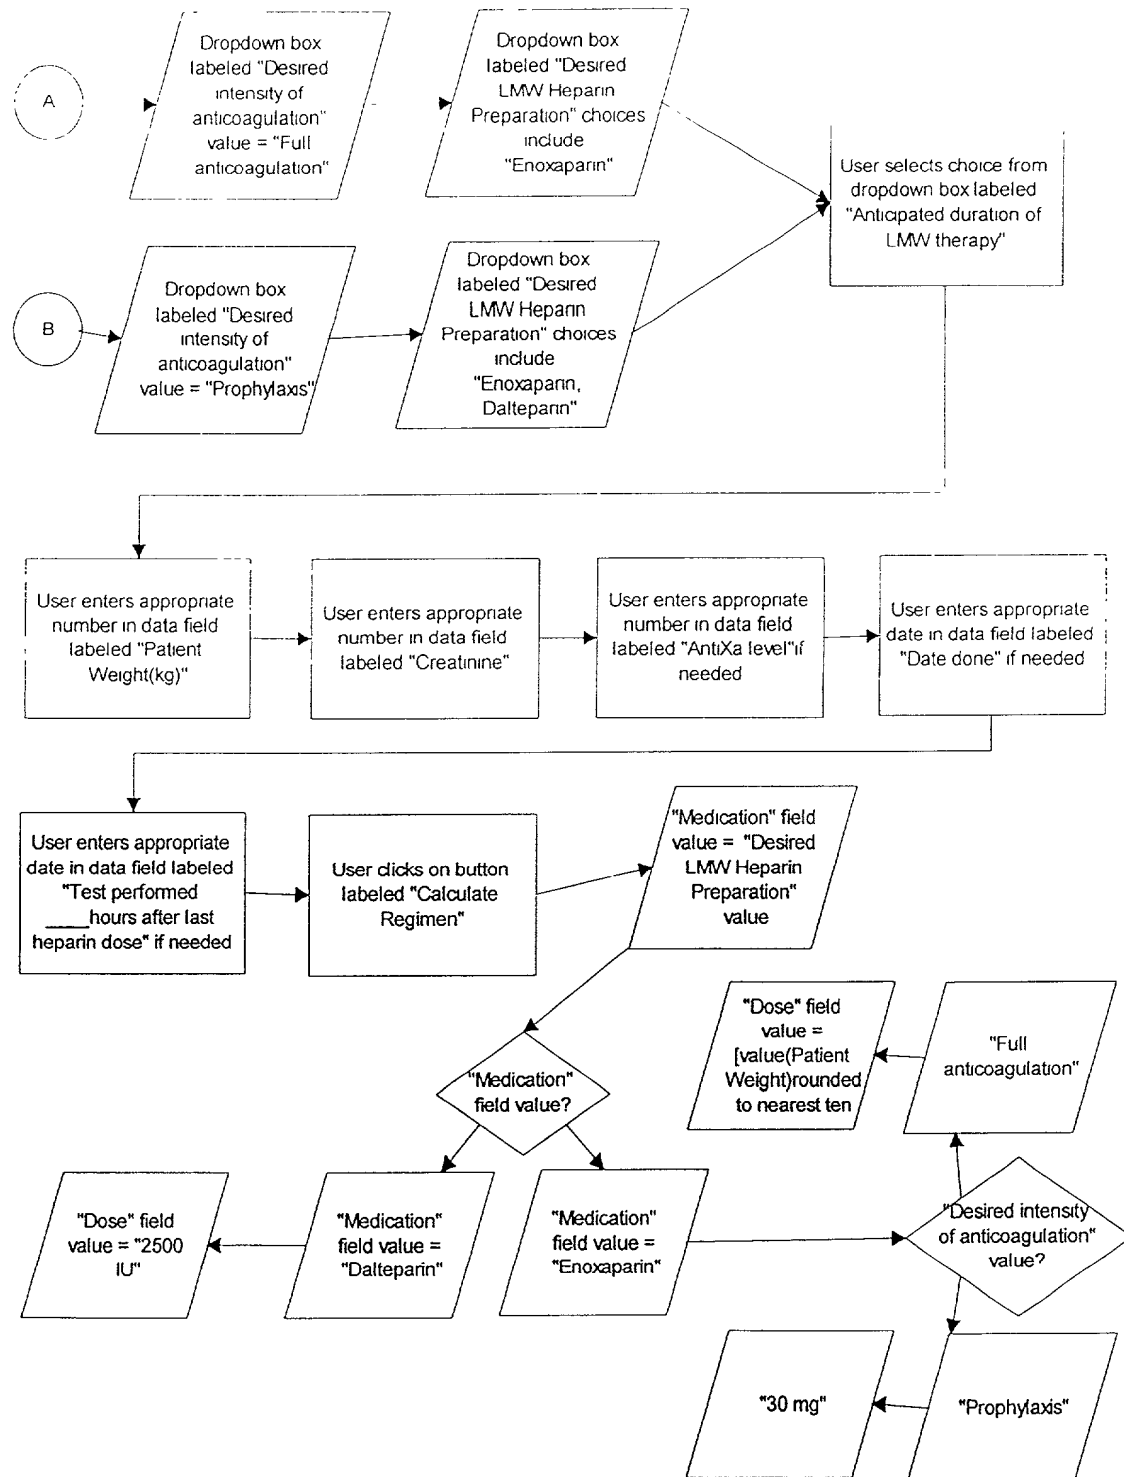 A
Dropdown box
labeled "Desired
intensity of
anticoagulation"
value = "Full
anticoagulation"
Dropdown box
labeled "Desired
LMW Heparin
Preparation" choices
include
"Enoxaparin"
User selects choice from
dropdown box labeled
"Anticipated duration of
LMW therapy"
B
Dropdown box
labeled "Desired
intensity of
anticoagulation"
value = "Prophylaxis"
Dropdown box
labeled "Desired
LMW Heparin
Preparation" choices
include
"Enoxaparin,
Dalteparin"
User enters appropriate
number in data field
labeled "Patient
Weight(kg)"
User enters appropriate
number in data field
labeled "Creatinine"
User enters appropriate
number in data field
labeled "AntiXa level"if
needed
User enters appropriate
date in data field labeled
"Date done" if needed
User enters appropriate
date in data field labeled
"Test performed
____hours after last
heparin dose" if needed
User clicks on button
labeled "Calculate
Regimen"
"Medication" field
value = "Desired
LMW Heparin
Preparation"
value
"Medication"
field value?
"Dose" field
value =
[value(Patient
Weight)rounded
to nearest ten
"Full
anticoagulation"
"Dose" field
value = "2500
IU"
"Medication"
field value =
"Dalteparin"
"Medication"
field value =
"Enoxaparin"
"Desired intensity
of anticoagulation"
value?
"30 mg"
"Prophylaxis"